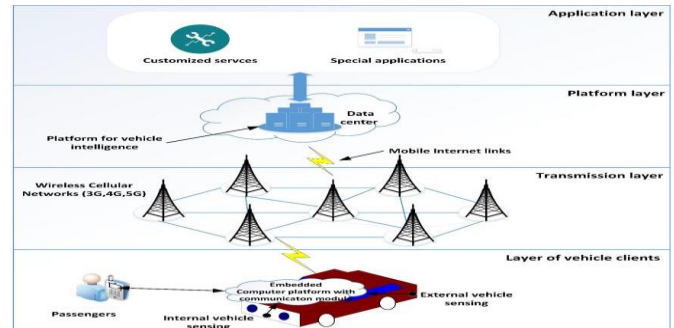 Application layer
Customized servces
Special applications
Platform layer
Data
center
Platform for vehicle
intelligence
Mobile Internet links
Transmission layer
Wireless Cellular
Networks (3G,4G,5G)
Layer of vehicle clients
Embedded
Computer platform with
communicaton module
Passengers
Internal vehicle
sensing
External vehicle
sensing